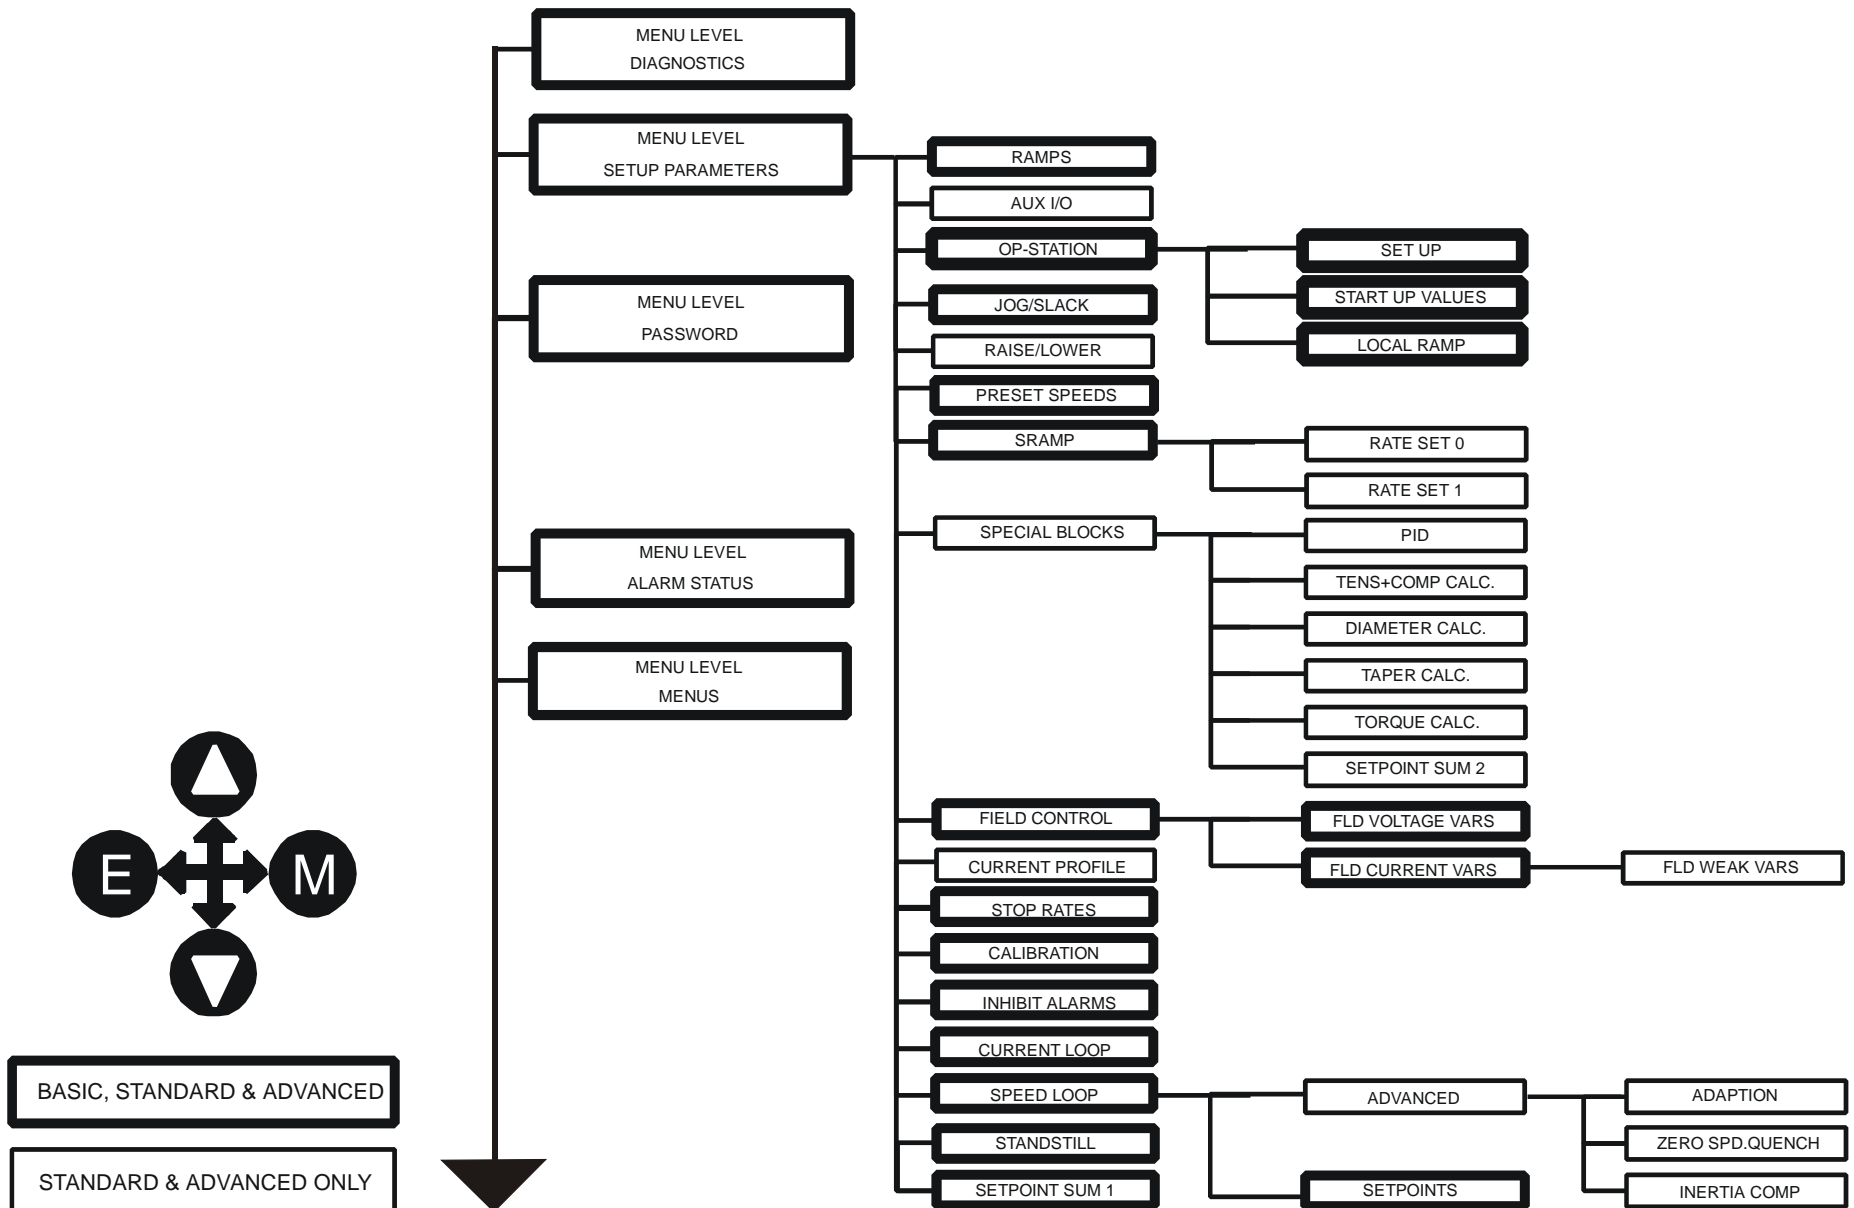 MENU LEVEL
DIAGNOSTICS
MENU LEVEL
SETUP PARAMETERS
MENU LEVEL
PASSWORD
MENU LEVEL
ALARM STATUS
MENU LEVEL
MENUS
RAMPS
AUX I/O
OP-STATION
SET UP
START UP VALUES
LOCAL RAMP
JOG/SLACK
RAISE/LOWER
PRESET SPEEDS
SRAMP
RATE SET 0
RATE SET 1
SPECIAL BLOCKS
PID
TENS+COMP CALC.
DIAMETER CALC.
TAPER CALC.
TORQUE CALC.
SETPOINT SUM 2
FIELD CONTROL
FLD VOLTAGE VARS
FLD CURRENT VARS
FLD WEAK VARS
CURRENT PROFILE
STOP RATES
CALIBRATION
INHIBIT ALARMS
CURRENT LOOP
SPEED LOOP
ADVANCED
ADAPTION
ZERO SPD.QUENCH
INERTIA COMP
SETPOINTS
STANDSTILL
SETPOINT SUM 1
E
M
BASIC, STANDARD & ADVANCED
STANDARD & ADVANCED ONLY